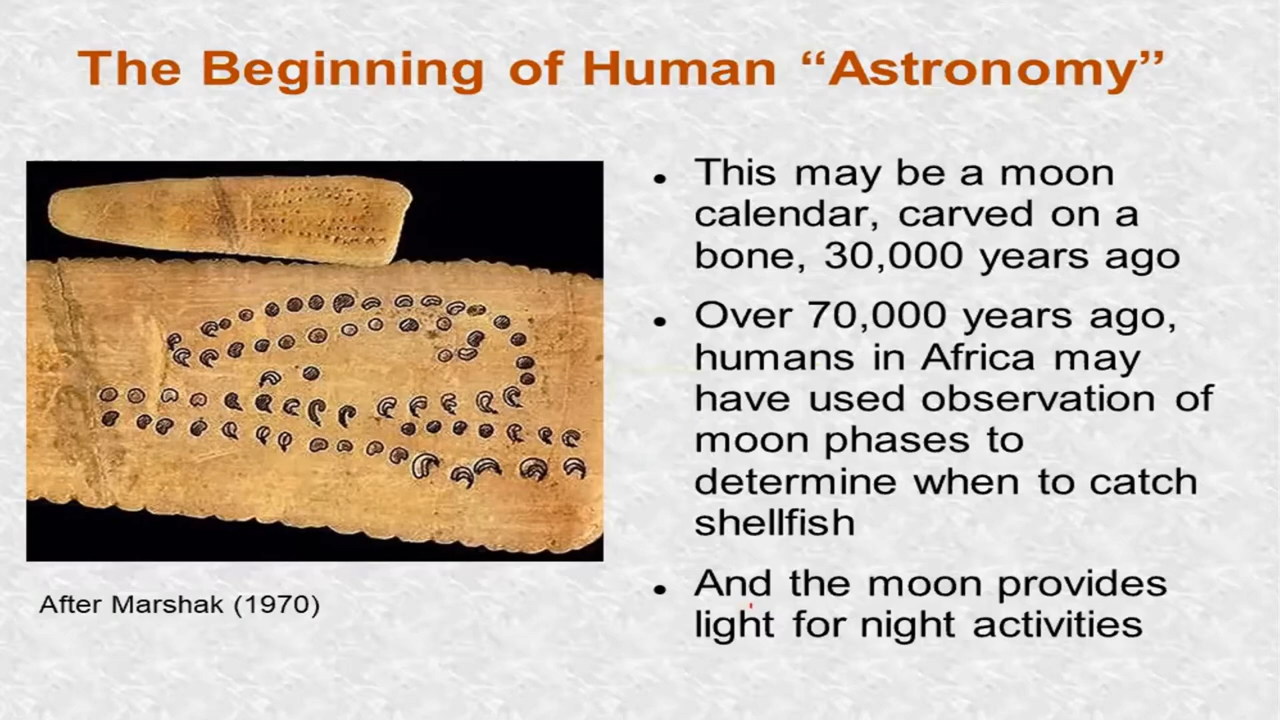 The Beginning of Human “Astronomy”
• This may be a moon
calendar, carved on a
bone, 30,000 years ago
• Over 70,000 years ago,
humans in Africa may
have used observation of
moon phases to
determine when to catch
shellfish
• And the moon provides
light for night activities
After Marshak (1970)